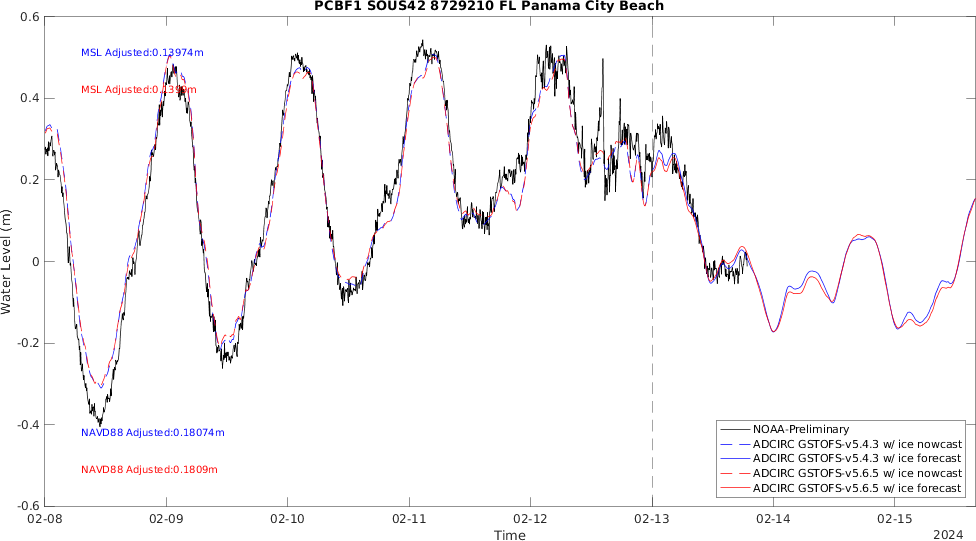 PCBF1 SOUS42 8729210 FL Panama City Beach
0.6
0.4
0.2
0
-0.2
-0.4
-0.6
Water Level (m)
MSL Adjusted:0.13974m
MSL Adjusted:0.1399m
NAVD88 Adjusted:0.18074m
NAVD88 Adjusted:0.1809m
NOAA-Preliminary
ADCIRC GSTOFS-v5.4.3 w/ ice nowcast
ADCIRC GSTOFS-v5.4.3 w/ ice forecast
ADCIRC GSTOFS-v5.6.5 w/ ice nowcast
ADCIRC GSTOFS-v5.6.5 w/ ice forecast
02-08 02-09 02-10 02-11 02-12 02-13 02-14 02-15
Time
2024